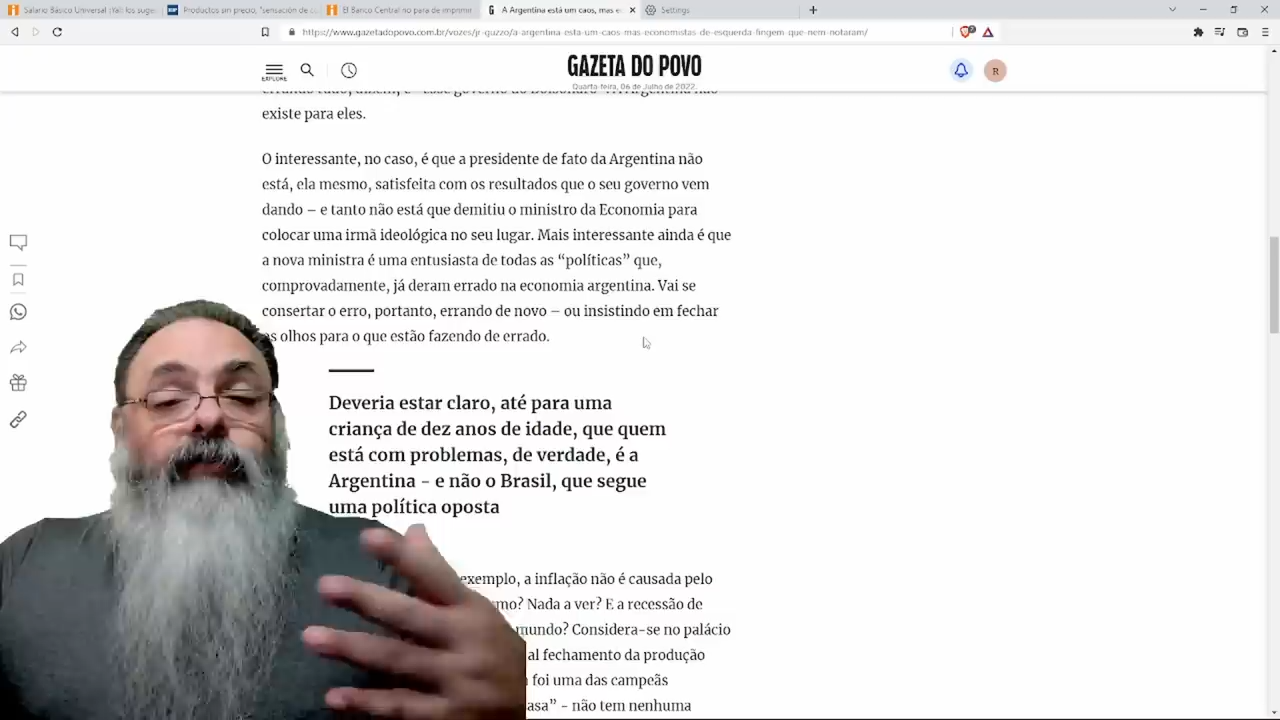 Salario Básico Universal (Yall los suge
Productos sin precio, "sensación de cu
El Banco Central no para de imprimir
A Argentina está um caos, mas e
Settings
https://www.gazetadopovo.com.br/vozes/jr-guzzo/a-argentina-esta-um-caos-mas-economistas-de-esquerda-fingem-que-nem-notaram/
EXPLORE
GAZETA DO POVO
Quarta-feira, 06 de Julho de 2022.
R
existe para eles.
O interessante, no caso, é que a presidente de fato da Argentina não
está, ela mesmo, satisfeita com os resultados que o seu governo vem
dando – e tanto não está que demitiu o ministro da Economia para
colocar uma irmã ideológica no seu lugar. Mais interessante ainda é que
a nova ministra é uma entusiasta de todas as “políticas” que,
comprovadamente, já deram errado na economia argentina. Vai se
consertar o erro, portanto, errando de novo – ou insistindo em fechar
os olhos para o que estão fazendo de errado.
Deveria estar claro, até para uma
criança de dez anos de idade, que quem
está com problemas, de verdade, é a
Argentina - e não o Brasil, que segue
uma política oposta
exemplo, a inflação não é causada pelo
mo? Nada a ver? E a recessão de
mundo? Considera-se no palácio
al fechamento da produção
foi uma das campeãs
asa” - não tem nenhuma